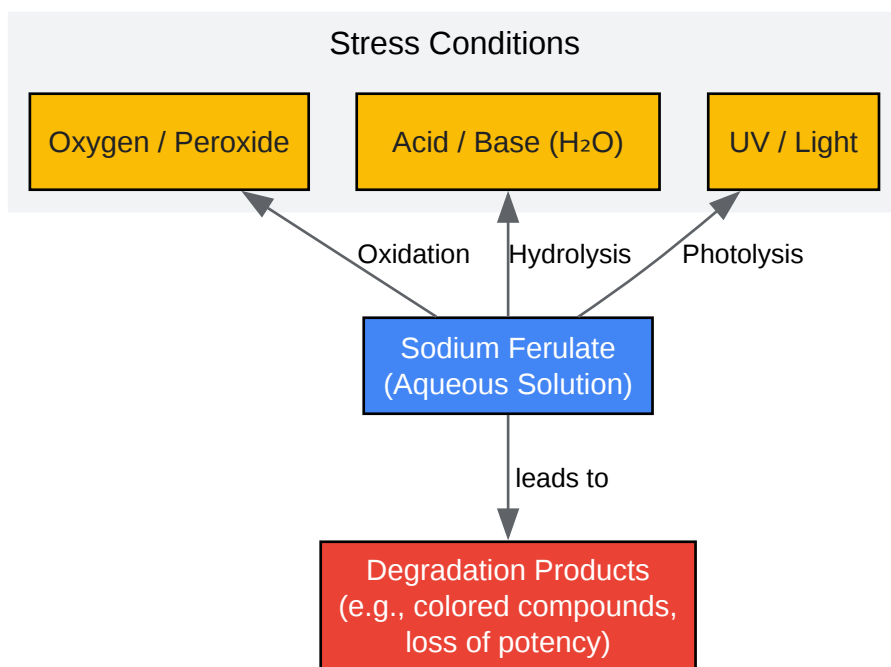 Stress Conditions
Oxygen / Peroxide
Acid / Base (H₂O)
UV / Light
Oxidation
Hydrolysis
Photolysis
Sodium Ferulate
(Aqueous Solution)
leads to
Degradation Products
(e.g., colored compounds,
loss of potency)